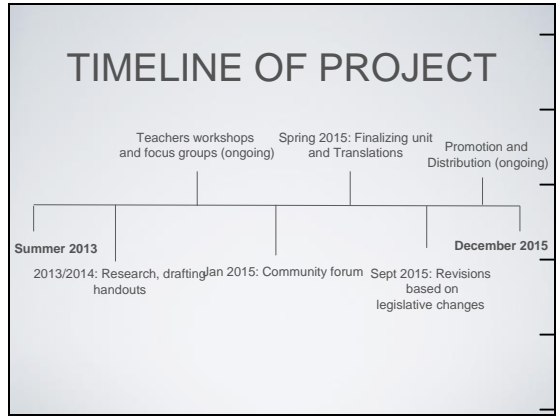 TIMELINE OF PROJECT
Teachers workshops
and focus groups (ongoing)
Spring 2015: Finalizing unit
and Translations
Promotion and
Distribution (ongoing)
Summer 2013
December 2015
2013/2014: Research, drafting
handouts
Jan 2015: Community forum
Sept 2015: Revisions
based on
legislative changes